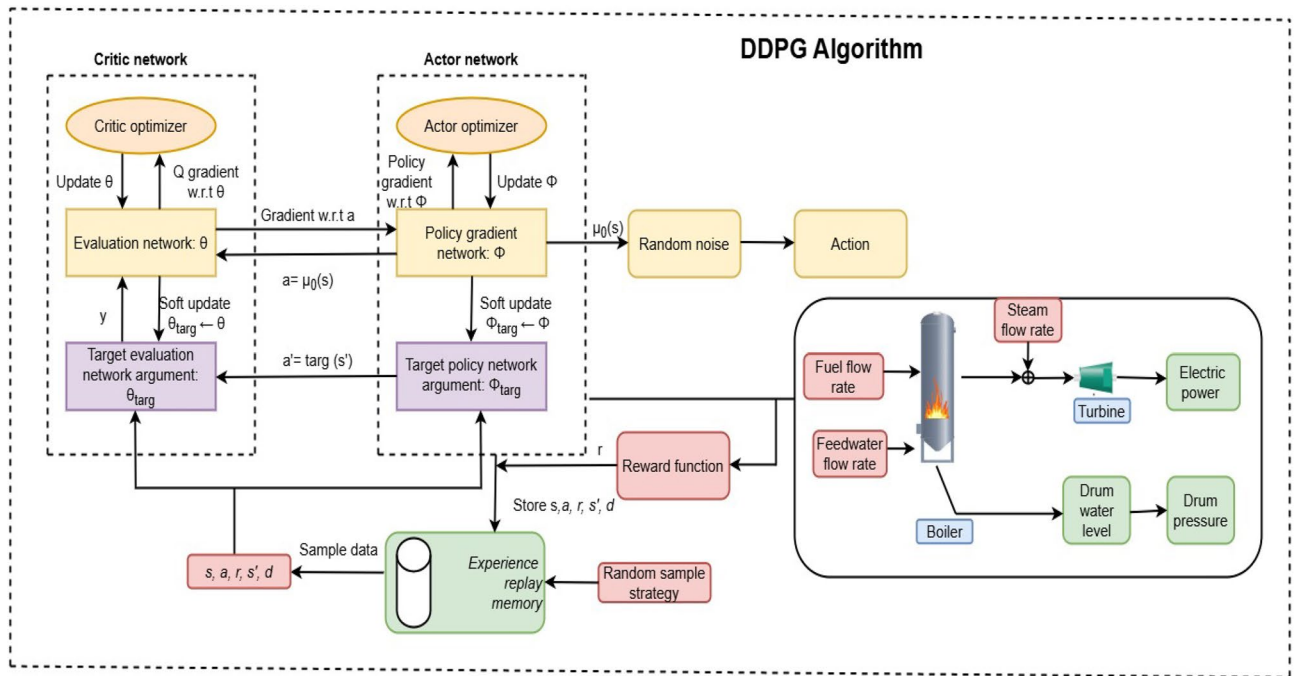 DDPG Algorithm
Critic network
Actor network
Critic optimizer
Actor optimizer
Update θ
Q gradient
w.r.t θ
Policy
gradient
w.r.t Φ
Update Φ
Gradient w.r.t a
Evaluation network: θ
Policy gradient
network: Φ
μ₀(s)
Random noise
Action
a= μ₀(s)
y
Soft update
θtarg ← θ
Soft update
Φtarg ← Φ
Target evaluation
network argument:
θtarg
a'= targ (s')
Target policy network
argument: Φtarg
Steam
flow rate
Fuel flow
rate
Turbine
Electric
power
Feedwater
flow rate
r
Reward function
Store s,a, r, s', d
Boiler
Drum
water
level
Drum
pressure
s, a, r, s', d
Sample data
Experience
replay
memory
Random sample
strategy